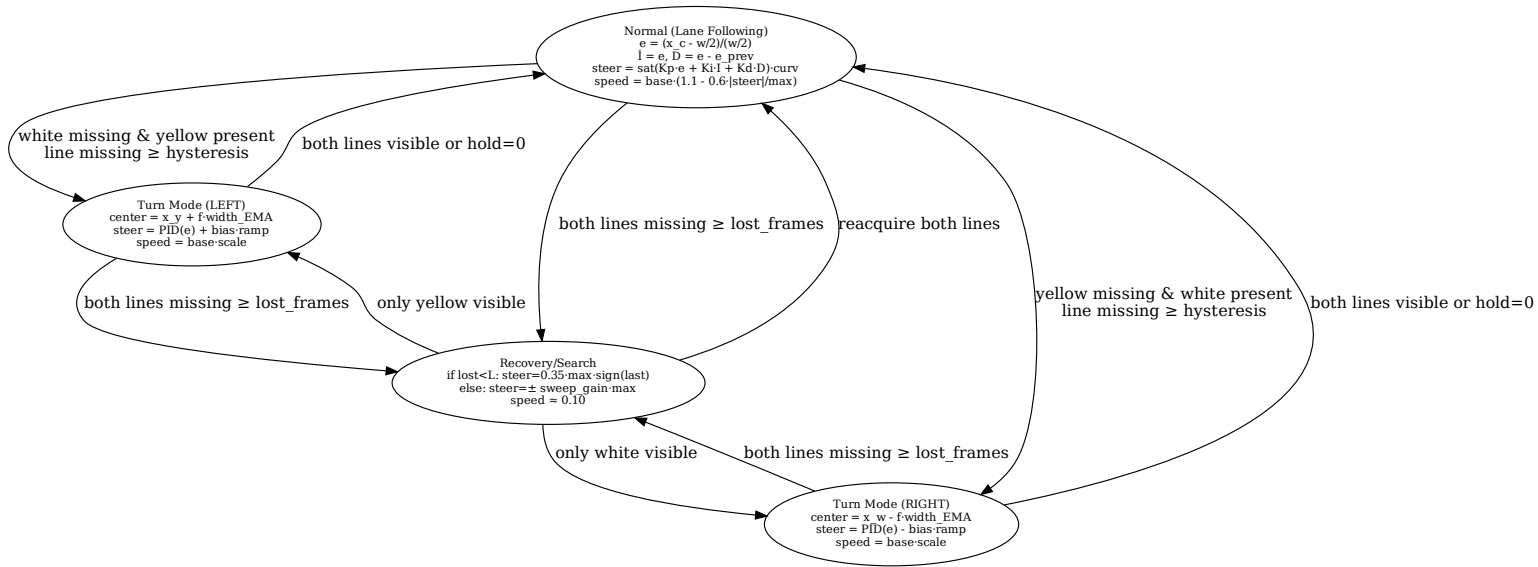 Normal (Lane Following)
e = (x_c - w/2)/(w/2)
İ = e, Ḋ = e - e_prev
steer = sat(Kp·e + Ki·I + Kd·D)·curv
speed = base·(1.1 - 0.6·|steer|/max)
white missing & yellow present
line missing ≥ hysteresis
both lines visible or hold=0
Turn Mode (LEFT)
center = x_y + f·width_EMA
steer = PID(e) + bias·ramp
speed = base·scale
both lines missing ≥ lost_frames
reacquire both lines
both lines missing ≥ lost_frames
only yellow visible
yellow missing & white present
line missing ≥ hysteresis
both lines visible or hold=0
Recovery/Search
if lost<L: steer=0.35·max·sign(last)
else: steer=± sweep_gain·max
speed ≈ 0.10
only white visible
both lines missing ≥ lost_frames
Turn Mode (RIGHT)
center = x_w - f·width_EMA
steer = PID(e) - bias·ramp
speed = base·scale